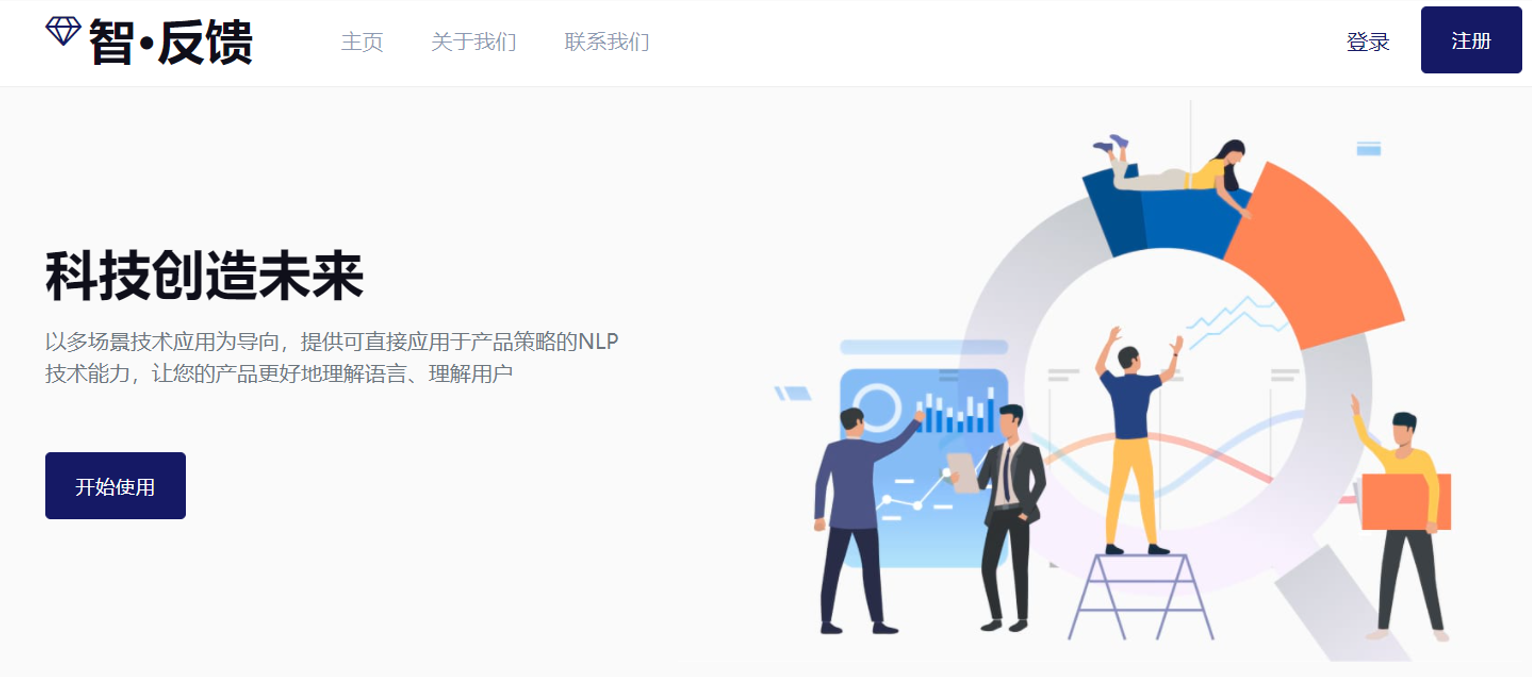 智·反馈
主页
关于我们
联系我们
登录
注册
科技创造未来
以多场景技术应用为导向，提供可直接应用于产品策略的NLP
技术能力，让您的产品更好地理解语言、理解用户
开始使用